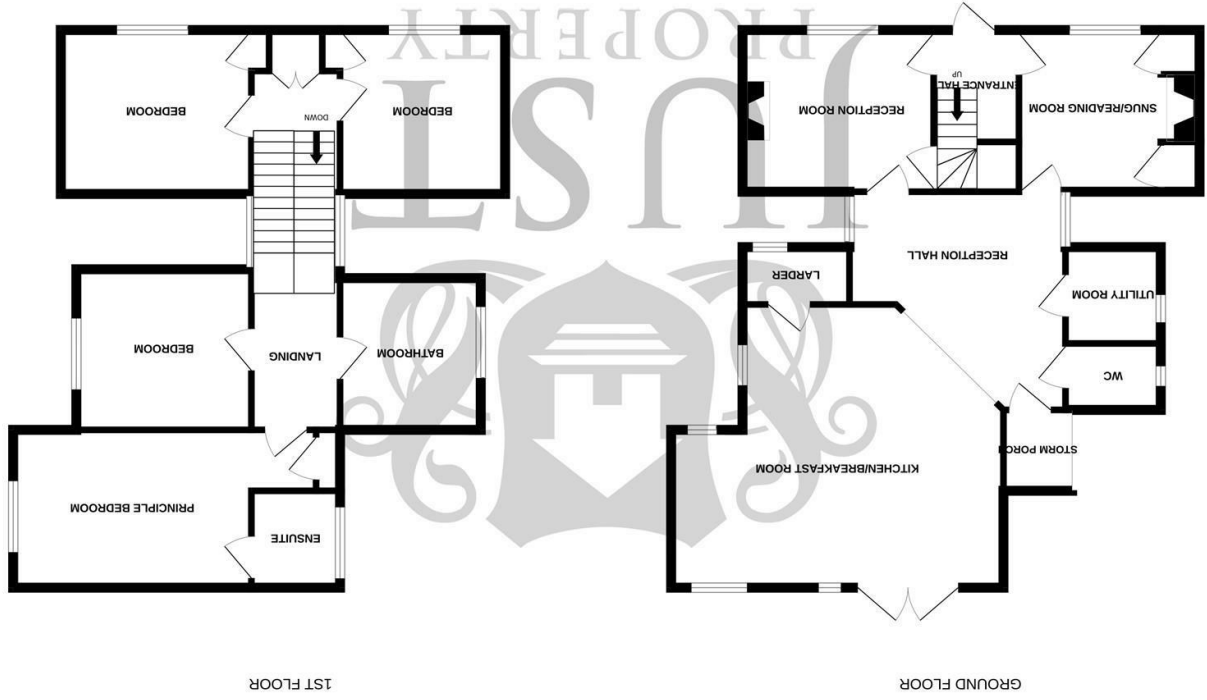 GROUND FLOOR
KITCHEN/BREAKFAST ROOM
STORM PORCH
WC
UTILITY ROOM
LARDER
RECEPTION HALL
SNUG/READING ROOM
RECEPTION ROOM
ENTRANCE HALL
UP
1ST FLOOR
ENSUITE
PRINCIPLE BEDROOM
BATHROOM
LANDING
BEDROOM
DOWN
BEDROOM
BEDROOM
JUST
PROPERTY